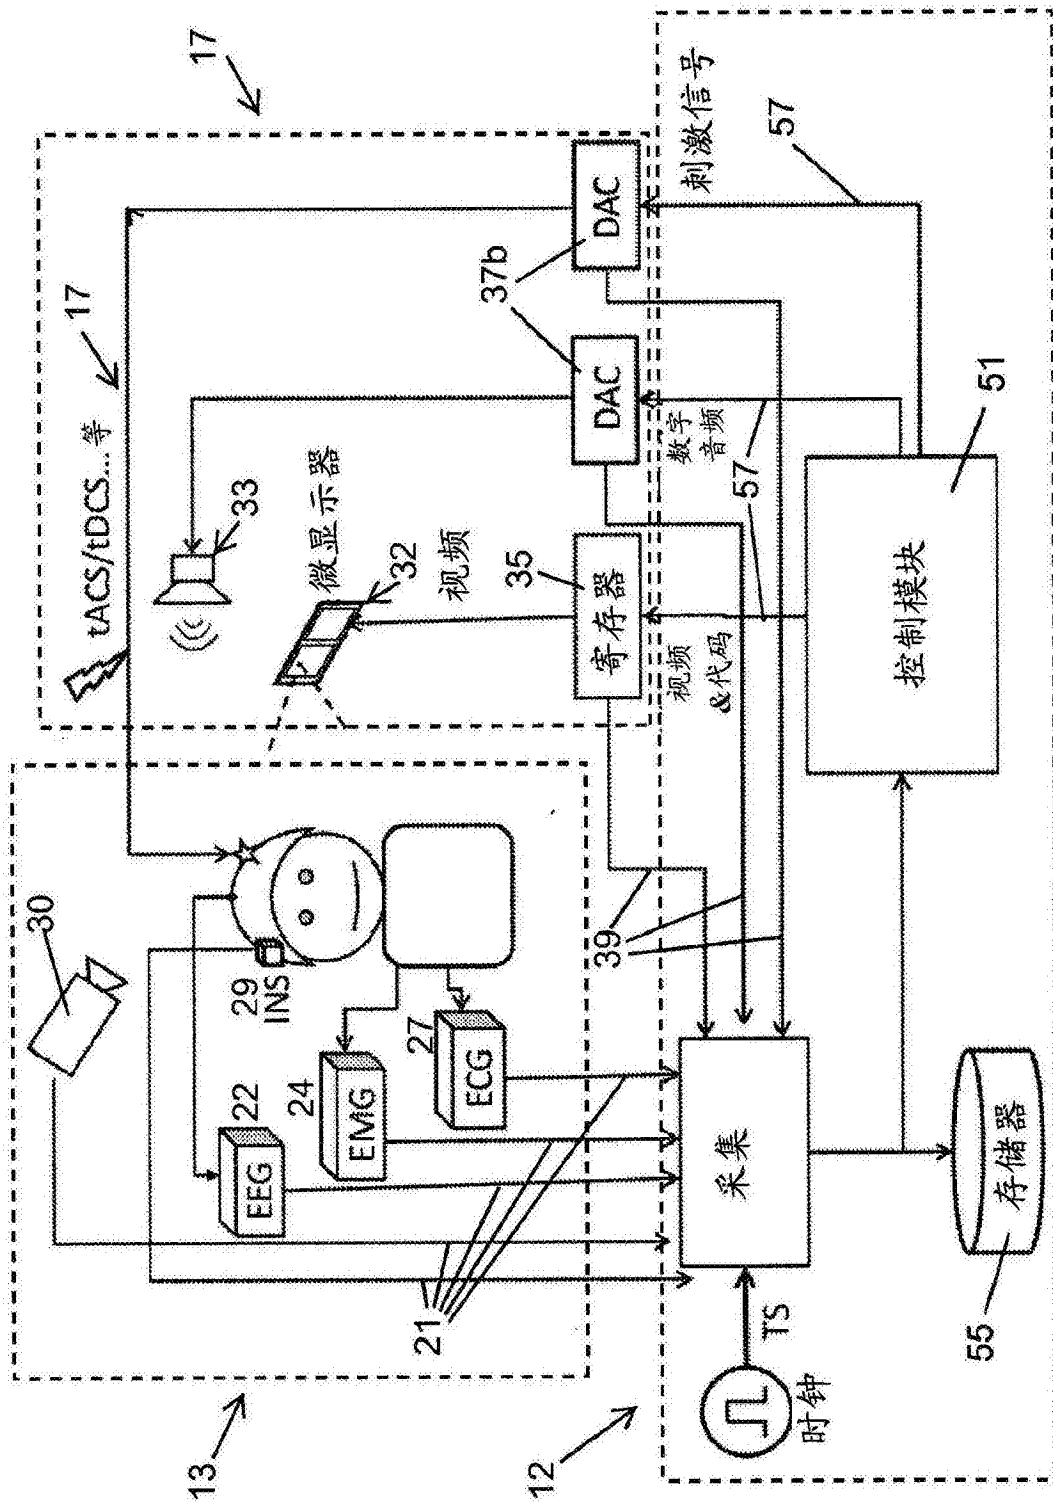 13
12
30
21
22
EEG
24
EMG
27
ECG
29
INS
17
17
tACS/tDCS.... 等
33
微显示器
32
视频
35
寄存器
37b
DAC
DAC
39
视频
&代码
数字
音频
刺激信号
57
57
57
采集
控制模块
51
时钟
TS
存储器
55